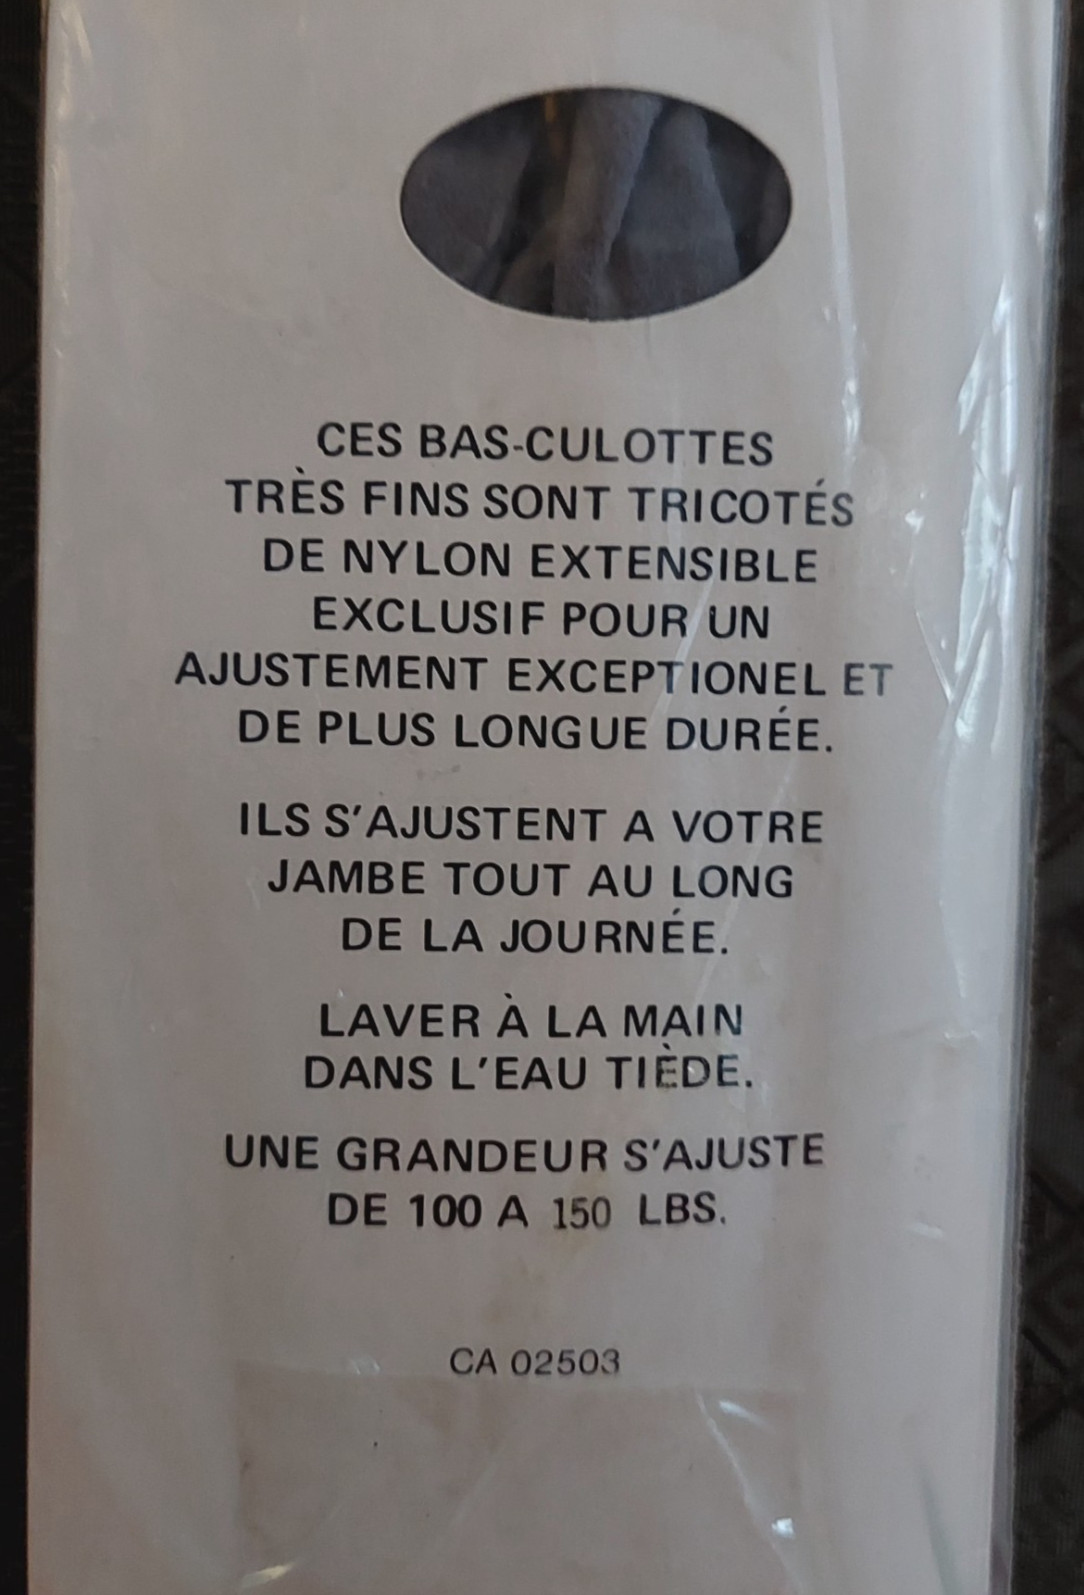 CES BAS-CULOTTES
TRÈS FINS SONT TRICOTÉS
DE NYLON EXTENSIBLE
EXCLUSIF POUR UN
AJUSTEMENT EXCEPTIONEL ET
DE PLUS LONGUE DURÉE.
ILS S'AJUSTENT A VOTRE
JAMBE TOUT AU LONG
DE LA JOURNÉE.
LAVER À LA MAIN
DANS L'EAU TIÈDE.
UNE GRANDEUR S'AJUSTE
DE 100 A 150 LBS.
CA 02503